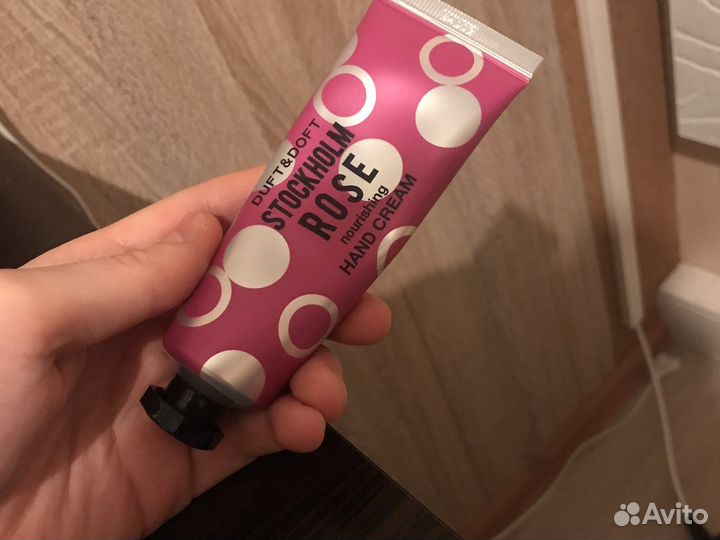 DUFT&DOFT
STOCKHOLM
ROSE
nourishing
HAND CREAM
Avito